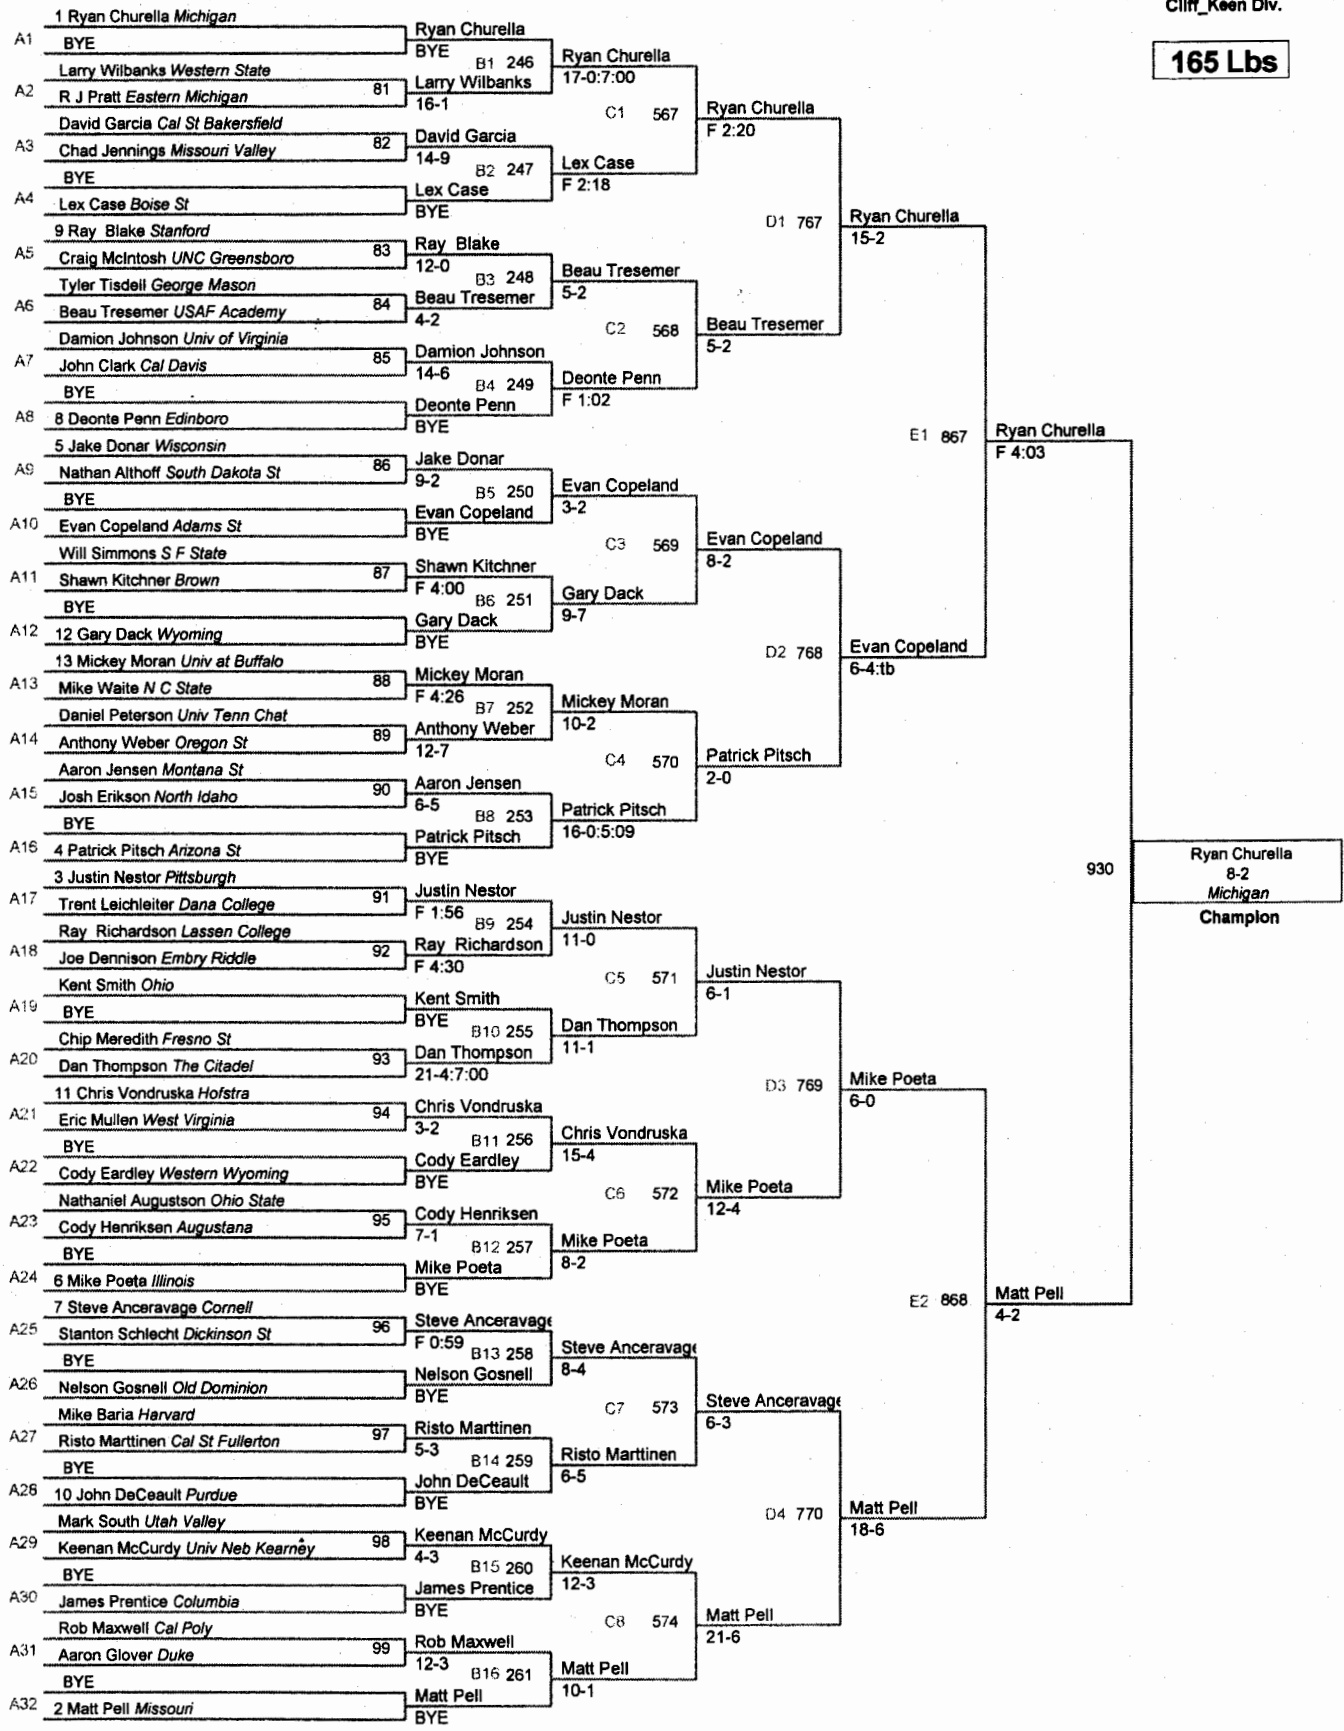 Cliff_Keen Div.
165 Lbs
1 Ryan Churella Michigan
A1
BYE
Ryan Churella
BYE
B1 246
Larry Wilbanks Western State
A2
R J Pratt Eastern Michigan
81
Larry Wilbanks
16-1
Ryan Churella
17-0:7:00
C1 567
David Garcia Cal St Bakersfield
A3
Chad Jennings Missouri Valley
82
David Garcia
14-9
B2 247
BYE
A4
Lex Case Boise St
Lex Case
BYE
Lex Case
F 2:18
Ryan Churella
F 2:20
D1 767
9 Ray Blake Stanford
A5
Craig McIntosh UNC Greensboro
83
Ray Blake
12-0
B3 248
Tyler Tisdell George Mason
A6
Beau Tresemer USAF Academy
84
Beau Tresemer
4-2
Beau Tresemer
5-2
C2 568
Damion Johnson Univ of Virginia
A7
John Clark Cal Davis
85
Damion Johnson
14-6
B4 249
BYE
A8
8 Deonte Penn Edinboro
Deonte Penn
BYE
Deonte Penn
F 1:02
Beau Tresemer
5-2
Ryan Churella
15-2
E1 867
5 Jake Donar Wisconsin
A9
Nathan Althoff South Dakota St
86
Jake Donar
9-2
B5 250
BYE
A10
Evan Copeland Adams St
Evan Copeland
BYE
Evan Copeland
3-2
C3 569
Will Simmons S F State
A11
Shawn Kitchner Brown
87
Shawn Kitchner
F 4:00
B6 251
BYE
A12
12 Gary Dack Wyoming
Gary Dack
BYE
Gary Dack
9-7
Evan Copeland
8-2
D2 768
13 Mickey Moran Univ at Buffalo
A13
Mike Waite N C State
88
Mickey Moran
F 4:26
B7 252
Daniel Peterson Univ Tenn Chat
A14
Anthony Weber Oregon St
89
Anthony Weber
12-7
Mickey Moran
10-2
C4 570
Aaron Jensen Montana St
A15
Josh Erikson North Idaho
90
Aaron Jensen
6-5
B8 253
BYE
A16
4 Patrick Pitsch Arizona St
Patrick Pitsch
BYE
Patrick Pitsch
16-0:5:09
Patrick Pitsch
2-0
Evan Copeland
6-4:tb
Ryan Churella
F 4:03
930
Ryan Churella
8-2
Michigan
Champion
3 Justin Nestor Pittsburgh
A17
Trent Leichleiter Dana College
91
Justin Nestor
F 1:56
B9 254
Ray Richardson Lassen College
A18
Joe Dennison Embry Riddle
92
Ray Richardson
F 4:30
Justin Nestor
11-0
C5 571
Kent Smith Ohio
A19
BYE
Kent Smith
BYE
B10 255
Chip Meredith Fresno St
A20
Dan Thompson The Citadel
93
Dan Thompson
21-4:7:00
Dan Thompson
11-1
Justin Nestor
6-1
D3 769
11 Chris Vondruska Hofstra
A21
Eric Mullen West Virginia
94
Chris Vondruska
3-2
B11 256
BYE
A22
Cody Eardley Western Wyoming
Cody Eardley
BYE
Chris Vondruska
15-4
C6 572
Nathaniel Augustson Ohio State
A23
Cody Henriksen Augustana
95
Cody Henriksen
7-1
B12 257
BYE
A24
6 Mike Poeta Illinois
Mike Poeta
BYE
Mike Poeta
8-2
Mike Poeta
12-4
Mike Poeta
6-0
E2 868
7 Steve Anceravage Cornell
A25
Stanton Schlecht Dickinson St
96
Steve Anceravage
F 0:59
B13 258
BYE
A26
Nelson Gosnell Old Dominion
Nelson Gosnell
BYE
Steve Anceravage
8-4
C7 573
Mike Baria Harvard
A27
Risto Marttinen Cal St Fullerton
97
Risto Marttinen
5-3
B14 259
BYE
A28
10 John DeCeault Purdue
John DeCeault
BYE
Risto Marttinen
6-5
Steve Anceravage
6-3
D4 770
Mark South Utah Valley
A29
Keenan McCurdy Univ Neb Kearney
98
Keenan McCurdy
4-3
B15 260
BYE
A30
James Prentice Columbia
James Prentice
BYE
Keenan McCurdy
12-3
C8 574
Rob Maxwell Cal Poly
A31
Aaron Glover Duke
99
Rob Maxwell
12-3
B16 261
BYE
A32
2 Matt Pell Missouri
Matt Pell
BYE
Matt Pell
10-1
Matt Pell
21-6
Matt Pell
18-6
Matt Pell
4-2